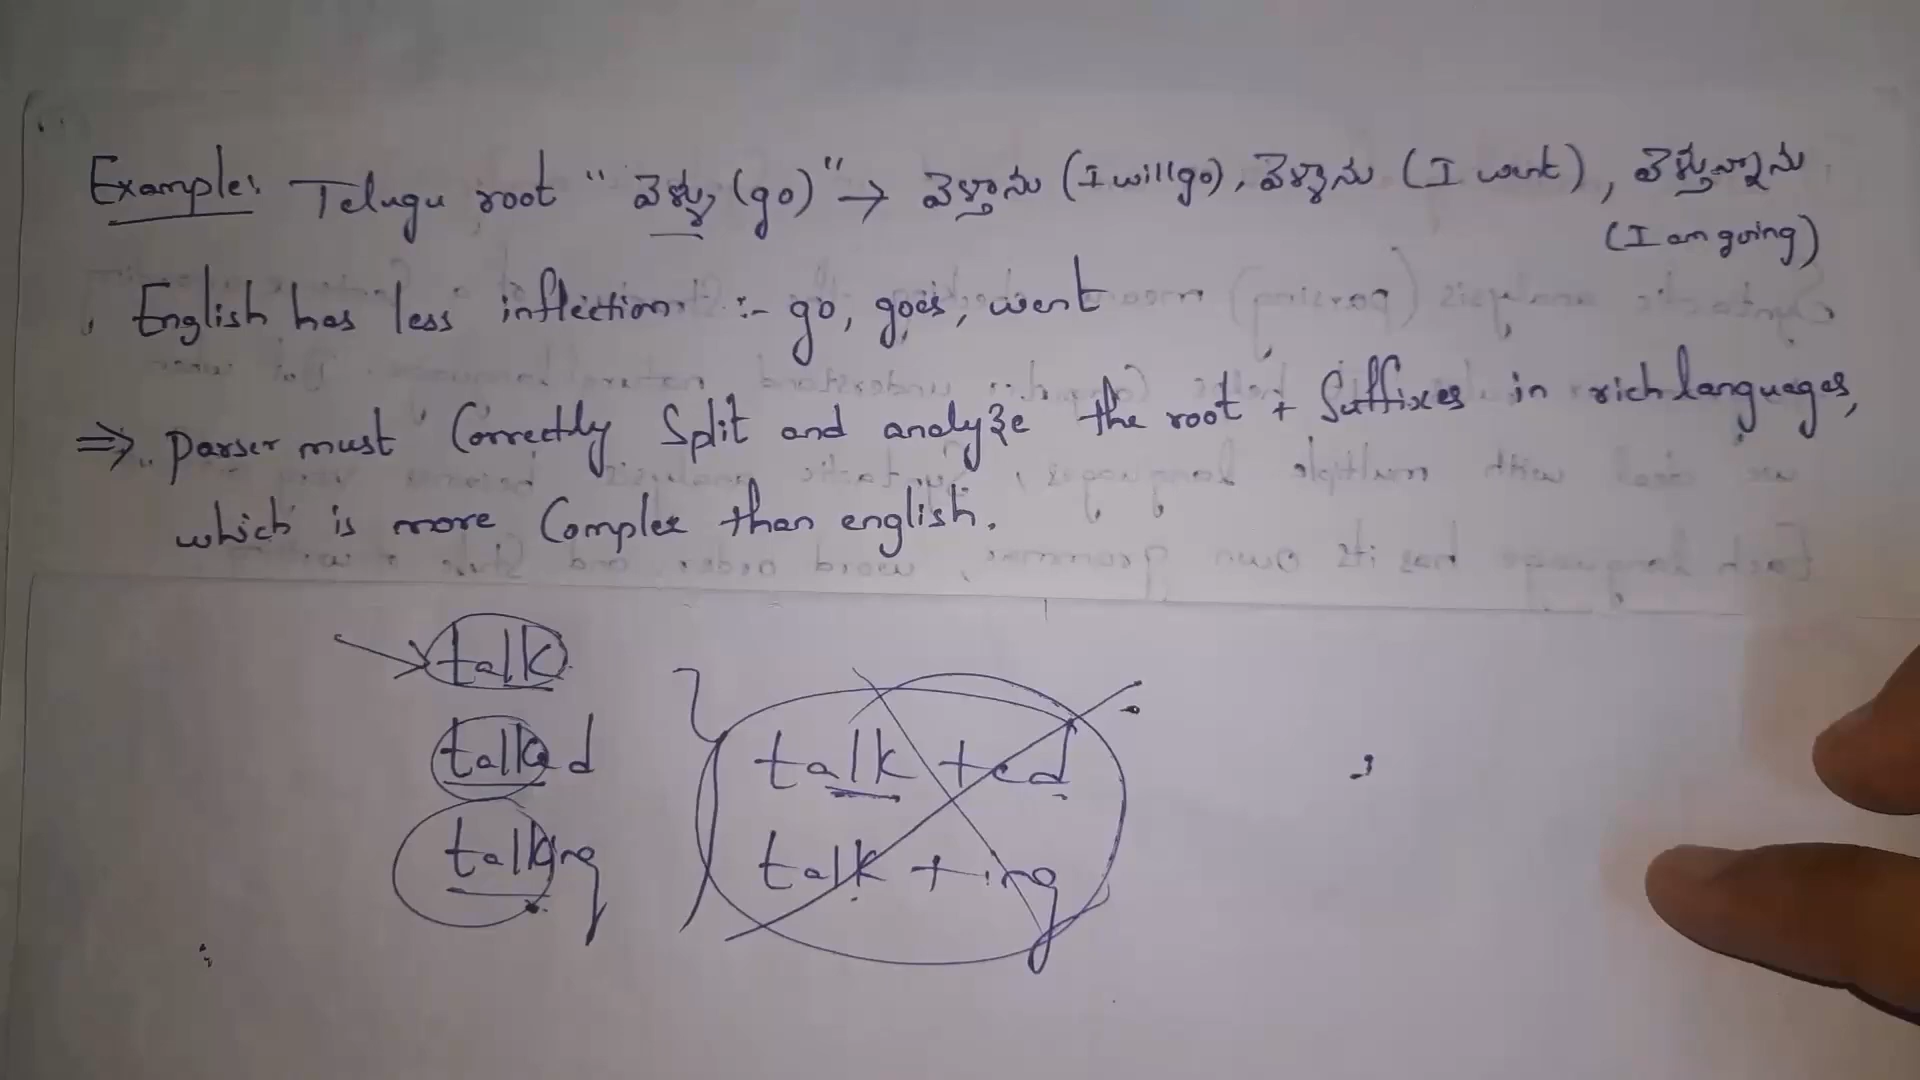 Example: Telugu root "వెళ్ళు (go)" → వెళ్తాను (I will go), వెళ్ళాను (I went), వెళ్తున్నాను
(I am going)
English has less inflection :- go, goes, went
⇒ parser must Correctly Split and analyze the root + Suffixes in rich languages,
which is more Complex than english.
talk
talked
talk + ed
talking
talk + ing